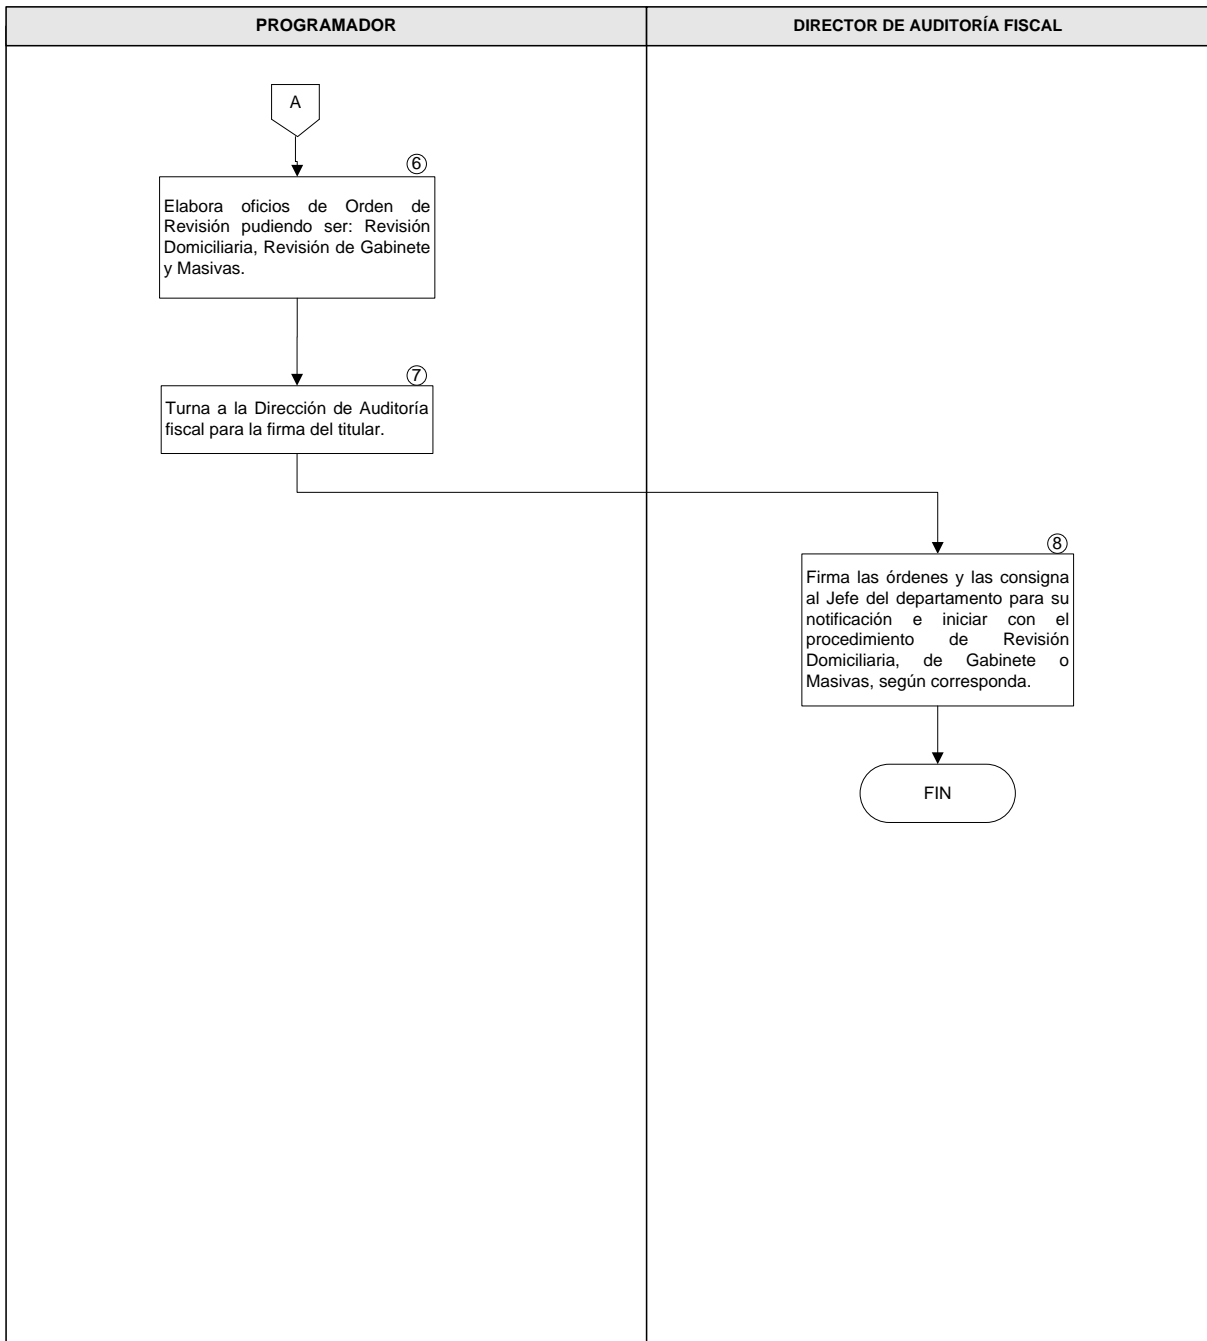 PROGRAMADOR
DIRECTOR DE AUDITORÍA FISCAL
A
6
Elabora oficios de Orden de
Revisión pudiendo ser: Revisión
Domiciliaria, Revisión de Gabinete
y Masivas.
7
Turna a la Dirección de Auditoría
fiscal para la firma del titular.
8
Firma las órdenes y las consigna
al Jefe del departamento para su
notificación e iniciar con el
procedimiento de Revisión
Domiciliaria, de Gabinete o
Masivas, según corresponda.
FIN